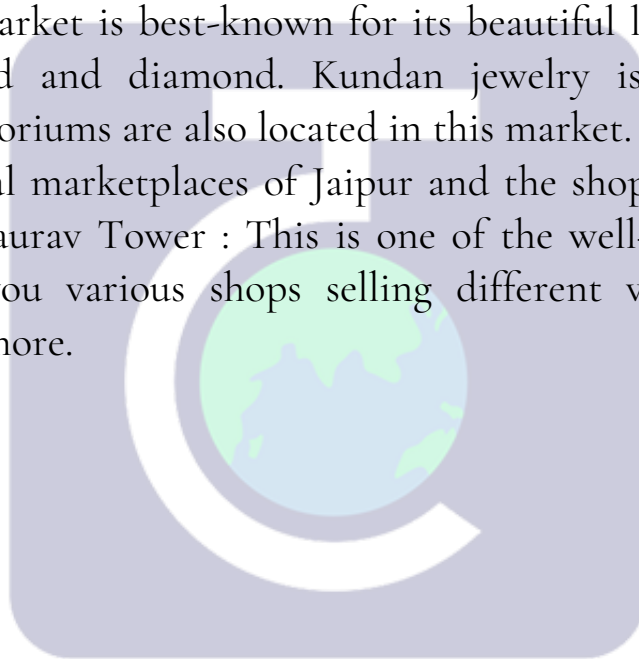 arket is best-known for its beautiful l
d and diamond. Kundan jewelry is
oriums are also located in this market.
al marketplaces of Jaipur and the shop
aurav Tower : This is one of the well-
ou various shops selling different v
more.